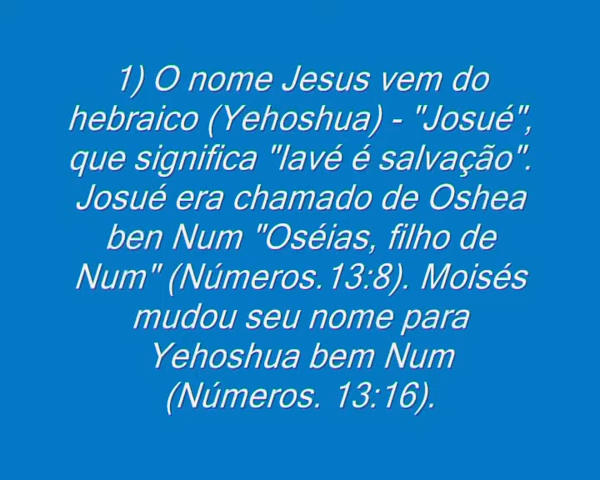 1) O nome Jesus vem do
hebraico (Yehoshua) - "Josué",
que significa "Iavé é salvação".
Josué era chamado de Oshea
ben Num "Oséias, filho de
Num" (Números.13:8). Moisés
mudou seu nome para
Yehoshua bem Num
(Números. 13:16).